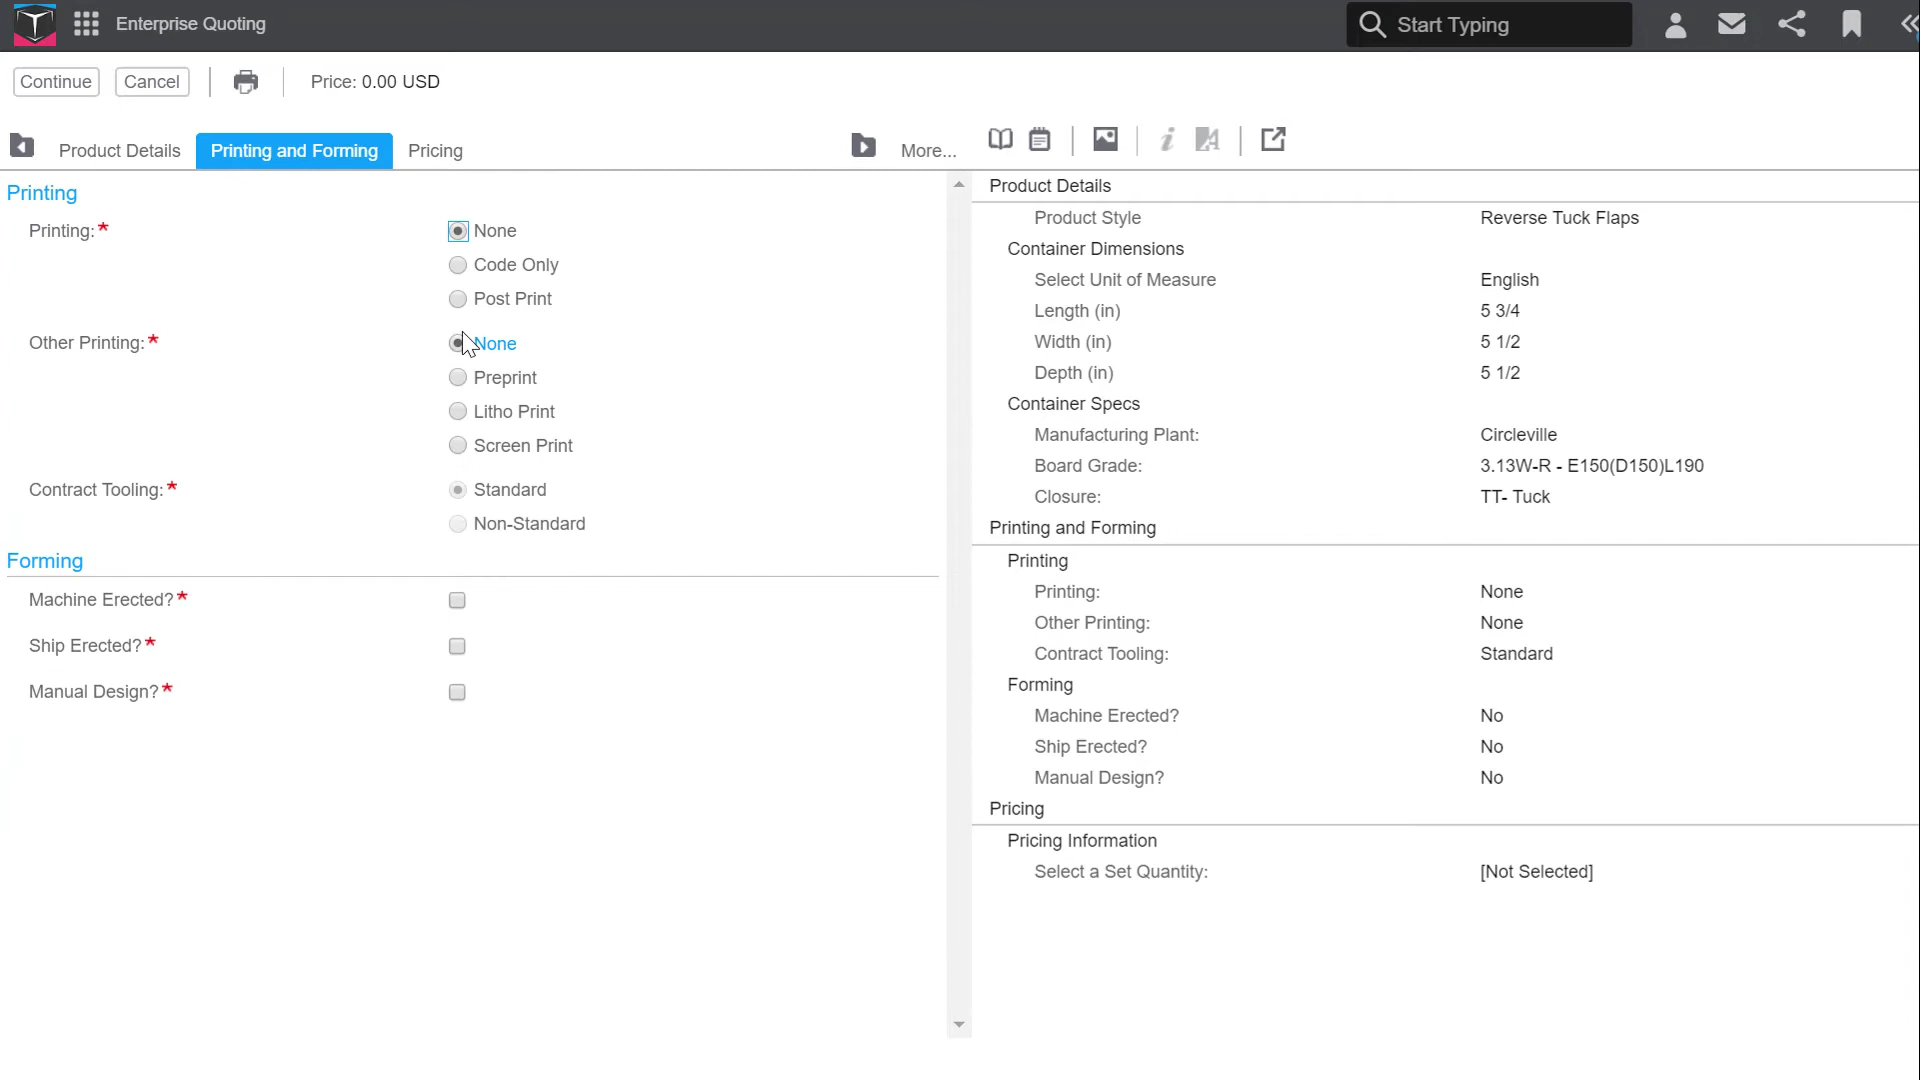 Enterprise Quoting
Start Typing
Continue
Cancel
Price: 0.00 USD
Product Details
Printing and Forming
Pricing
More...
Printing
Printing:*
None
Code Only
Post Print
Other Printing:*
None
Preprint
Litho Print
Screen Print
Contract Tooling:*
Standard
Non-Standard
Forming
Machine Erected?*
Ship Erected?*
Manual Design?*
Product Details
Product Style Reverse Tuck Flaps
Container Dimensions
Select Unit of Measure English
Length (in) 5 3/4
Width (in) 5 1/2
Depth (in) 5 1/2
Container Specs
Manufacturing Plant: Circleville
Board Grade: 3.13W-R - E150(D150)L190
Closure: TT- Tuck
Printing and Forming
Printing
Printing: None
Other Printing: None
Contract Tooling: Standard
Forming
Machine Erected? No
Ship Erected? No
Manual Design? No
Pricing
Pricing Information
Select a Set Quantity: [Not Selected]